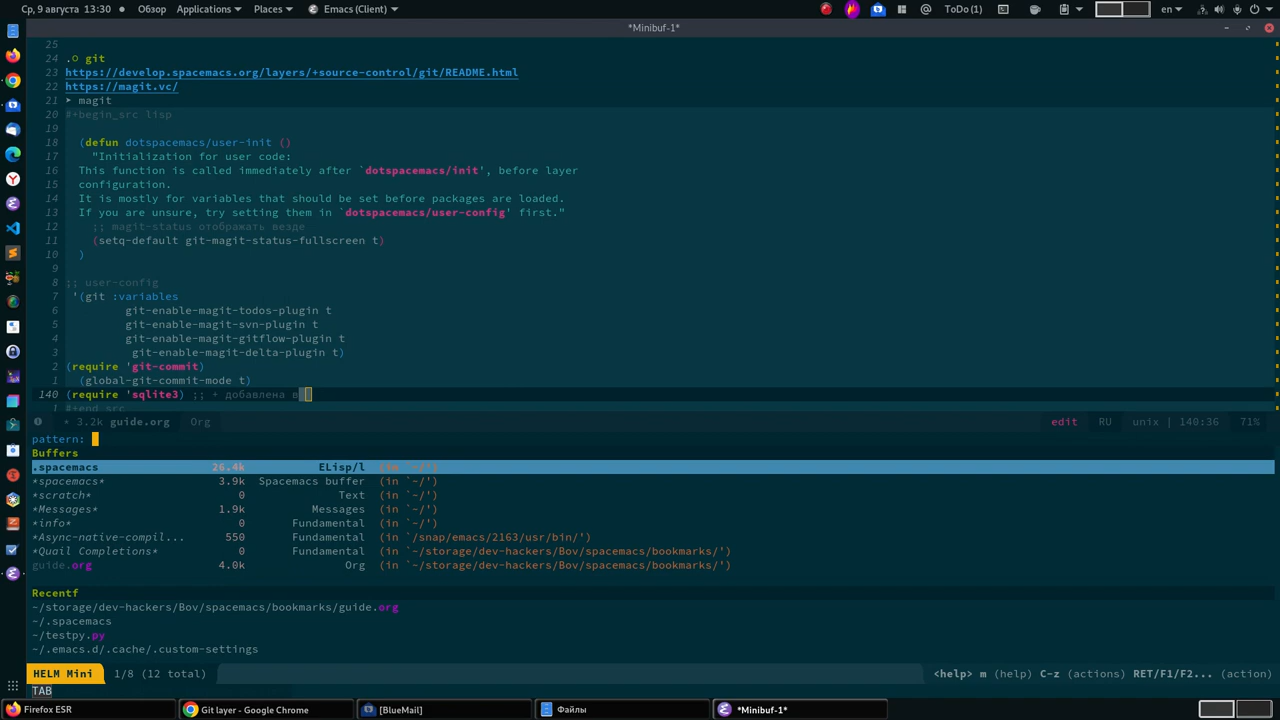 Ср, 9 августа 13:30 Обзор Places Emacs (Client) ToDo (1) en
*Minibuf-1*
25
24 .○ git
23 https://develop.spacemacs.org/layers/+source-control/git/README.html
22 https://magit.vc/
21 ➤ magit
20 #+begin_src lisp
19
18 (defun dotspacemacs/user-init ()
17 "Initialization for user code:
16 This function is called immediately after `dotspacemacs/init', before layer
15 configuration.
14 It is mostly for variables that should be set before packages are loaded.
13 If you are unsure, try setting them in `dotspacemacs/user-config' first."
12 ;; magit-status отображать везде
11 (setq-default git-magit-status-fullscreen t)
10 )
9
8 ;; user-config
7 '(git :variables
6 git-enable-magit-todos-plugin t
5 git-enable-magit-svn-plugin t
4 git-enable-magit-gitflow-plugin t
3 git-enable-magit-delta-plugin t)
2 (require 'git-commit)
1 (global-git-commit-mode t)
140 (require 'sqlite3) ;; + добавлена в
1 #+end_src
* 3.2k guide.org Org edit RU unix | 140:36 71%
pattern:
Buffers
.spacemacs 26.4k ELisp/l (in `~/')
*spacemacs* 3.9k Spacemacs buffer (in `~/')
*scratch* 0 Text (in `~/')
*Messages* 1.9k Messages (in `~/')
*info* 0 Fundamental (in `~/')
*Async-native-compil... 550 Fundamental (in `/snap/emacs/2163/usr/bin/')
*Quail Completions* 0 Fundamental (in `~/storage/dev-hackers/Bov/spacemacs/bookmarks/')
guide.org 4.0k Org (in `~/storage/dev-hackers/Bov/spacemacs/bookmarks/')
Recentf
~/storage/dev-hackers/Bov/spacemacs/bookmarks/guide.org
~/.spacemacs
~/testpy.py
~/.emacs.d/.cache/.custom-settings
HELM Mini 1/8 (12 total) <help> m (help) C-z (actions) RET/F1/F2... (action)
TAB
Firefox ESR Git layer - Google Chrome [BlueMail] Файлы *Minibuf-1*